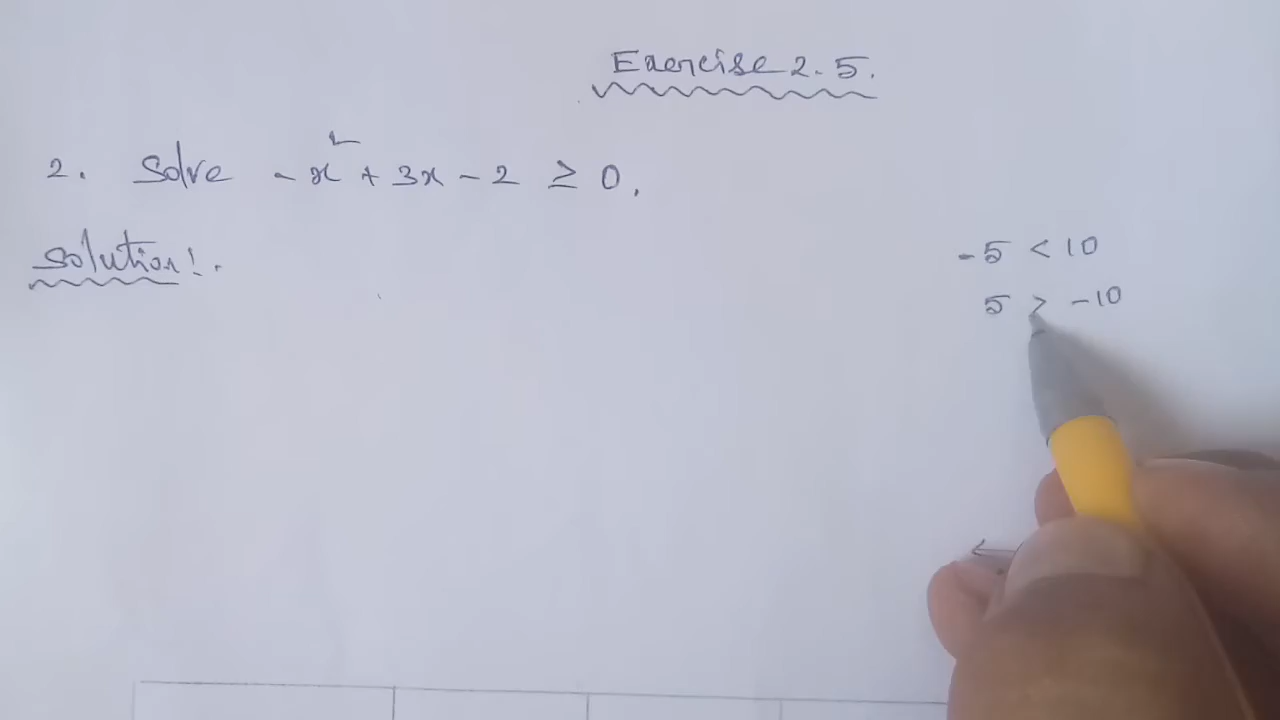 Exercise 2.5.
2. Solve -x² + 3x - 2 ≥ 0.
Solution:.
-5 < 10
5 > -10